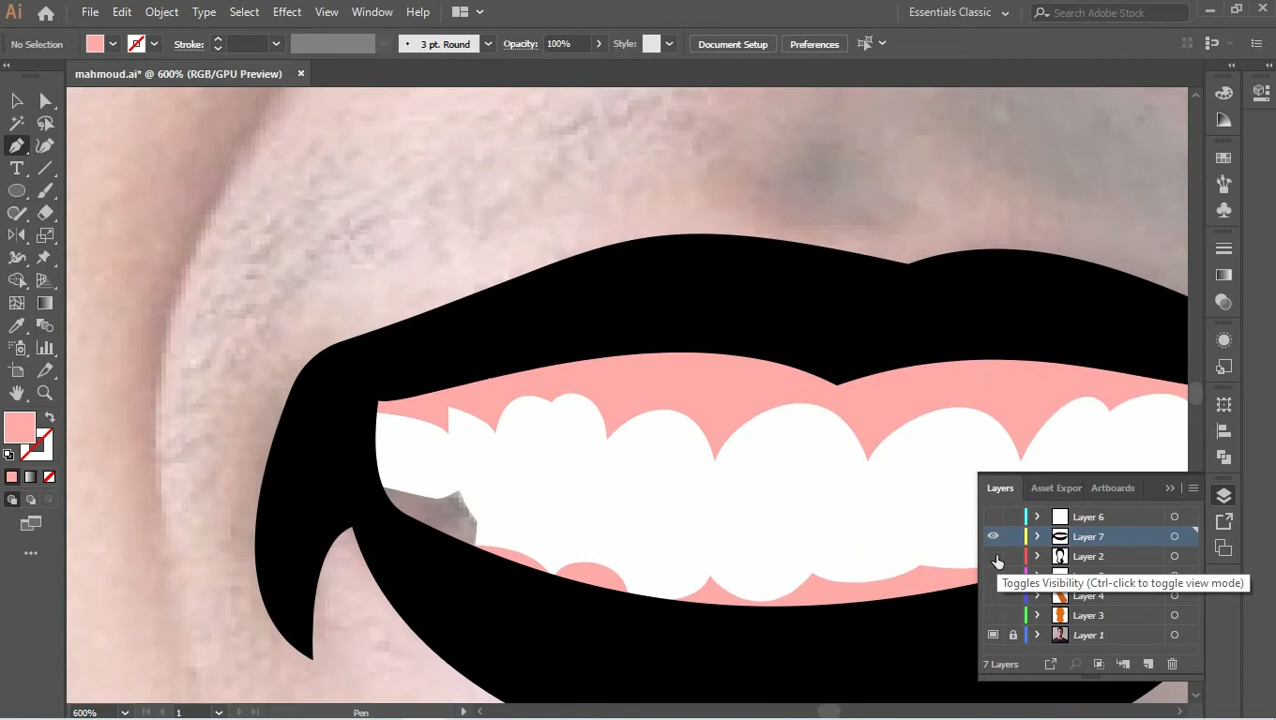 Ai File Edit Object Type Select Effect View Window Help Essentials Classic Search Adobe Stock
No Selection Stroke: 3 pt. Round Opacity: 100% Style: Document Setup Preferences
mahmoud.ai* @ 600% (RGB/GPU Preview)
Layers Asset Expor Artboards
Layer 6
Layer 7
Layer 2
Toggles Visibility (Ctrl-click to toggle view mode)
Layer 4
Layer 3
Layer 1
7 Layers
600% 1 Pen